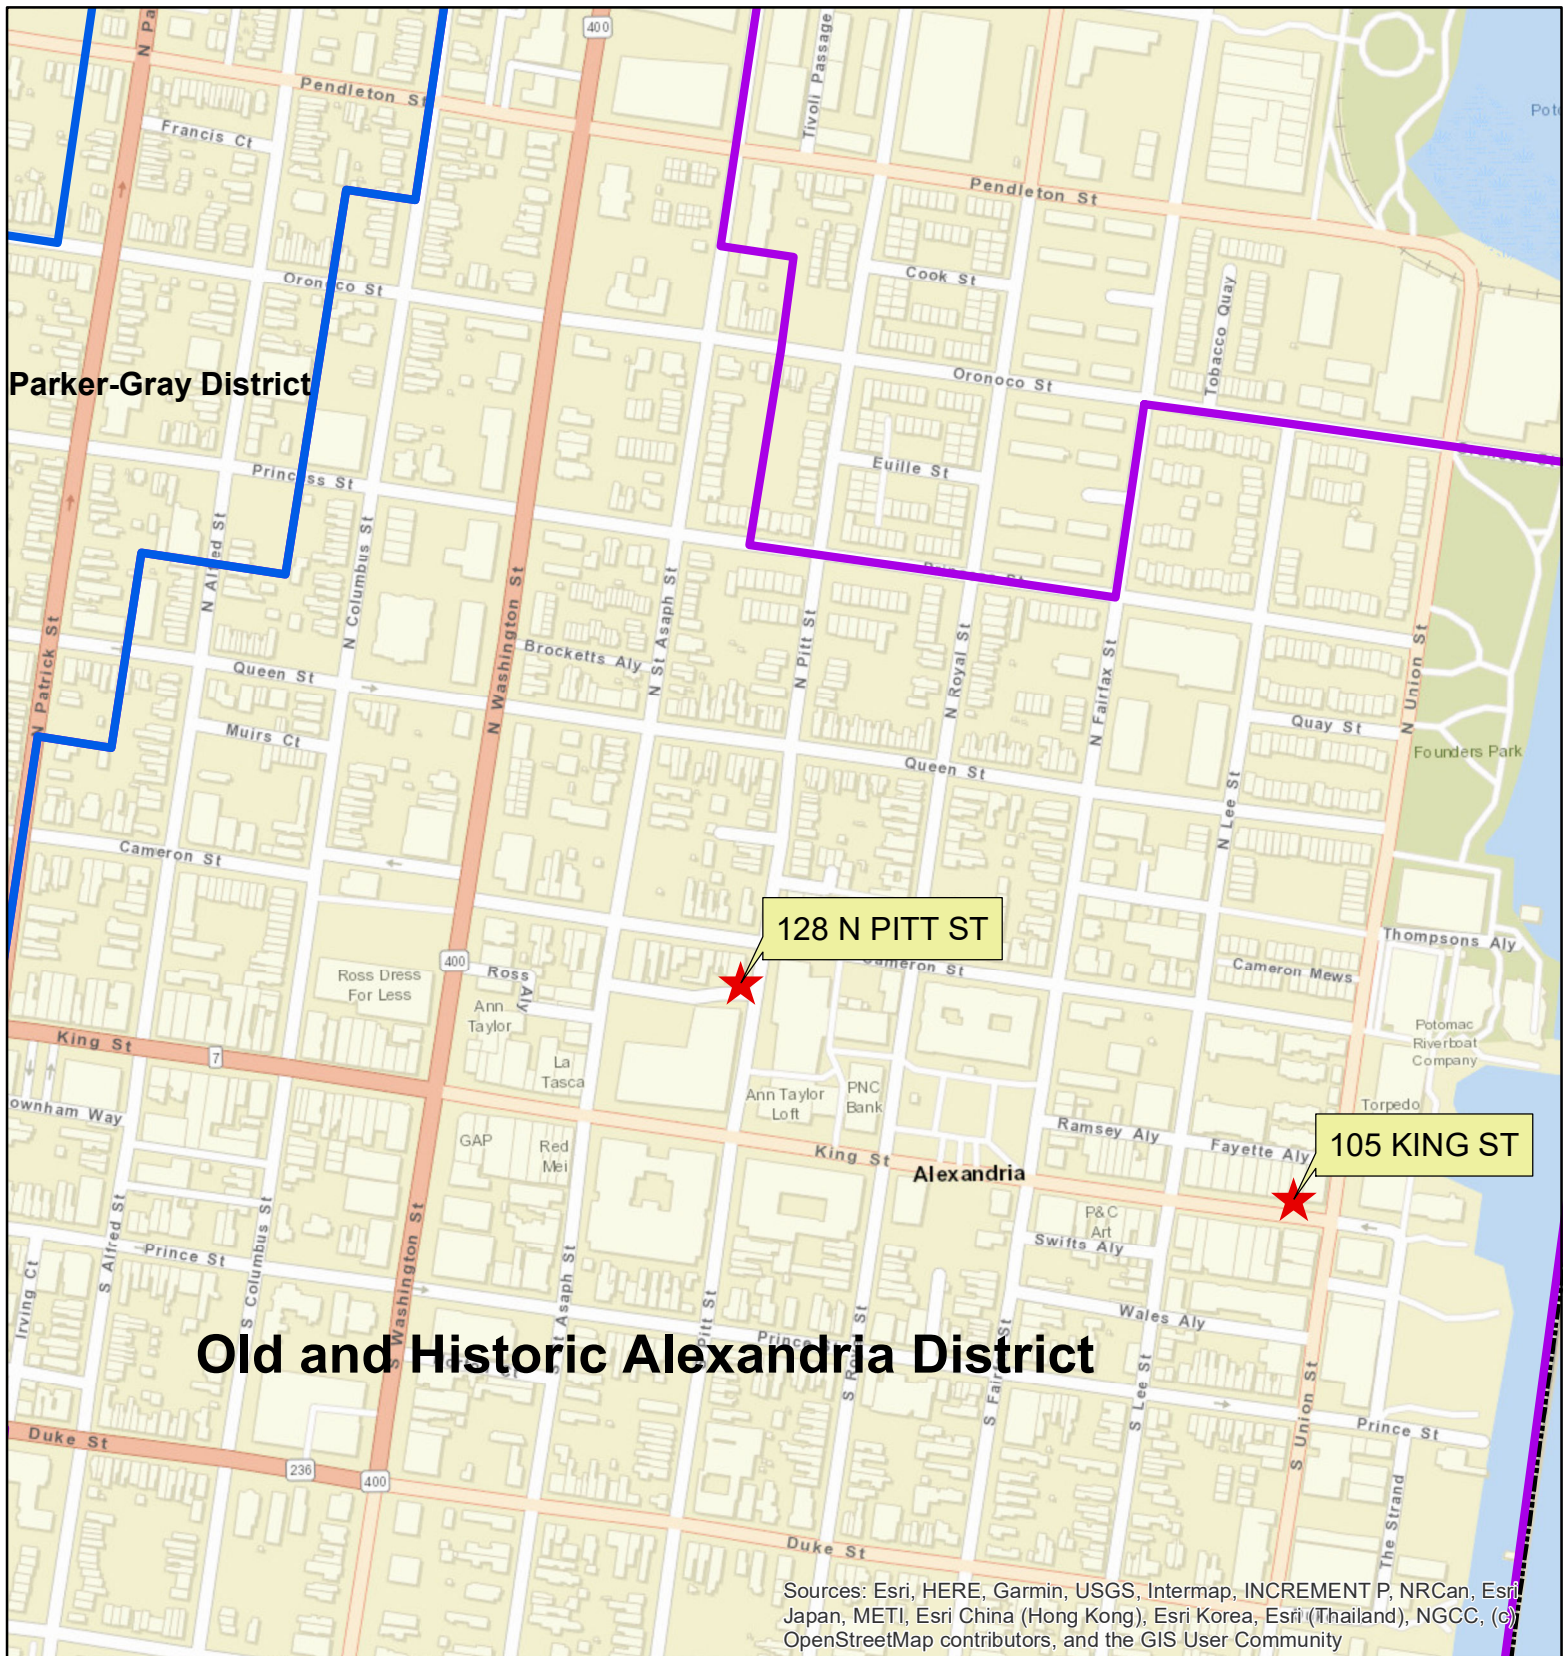 N Pa
400
Tivoli Passage
Pendleton St
Francis Ct
Pendleton St
Oronoco St
Cook St
Tobacco Quay
Parker-Gray District
Oronoco St
Princess St
Euille St
N Alfred St
N Columbus St
N Washington St
N St Asaph St
N Pitt St
N Royal St
N Fairfax St
N Union St
N Patrick St
Brocketts Aly
Queen St
Muirs Ct
Queen St
Quay St
Founders Park
N Lee St
Cameron St
128 N PITT ST
Cameron St
Thompsons Aly
Cameron Mews
400
Ross Aly
Ross Dress
For Less
Ann
Taylor
La
Tasca
King St
7
Potomac
Riverboat
Company
Ann Taylor
Loft
PNC
Bank
Torpedo
ownham Way
GAP
Red
Mei
King St
Alexandria
Ramsey Aly
Fayette Aly
105 KING ST
P&C
Art
Swifts Aly
Irving Ct
S Alfred St
S Columbus St
S Washington St
Prince St
Wales Aly
Old and Historic Alexandria District
S Lee St
S Union St
Prince St
Duke St
236
400
The Strand
Duke St
Sources: Esri, HERE, Garmin, USGS, Intermap, INCREMENT P, NRCan, Esri
Japan, METI, Esri China (Hong Kong), Esri Korea, Esri (Thailand), NGCC, (c)
OpenStreetMap contributors, and the GIS User Community